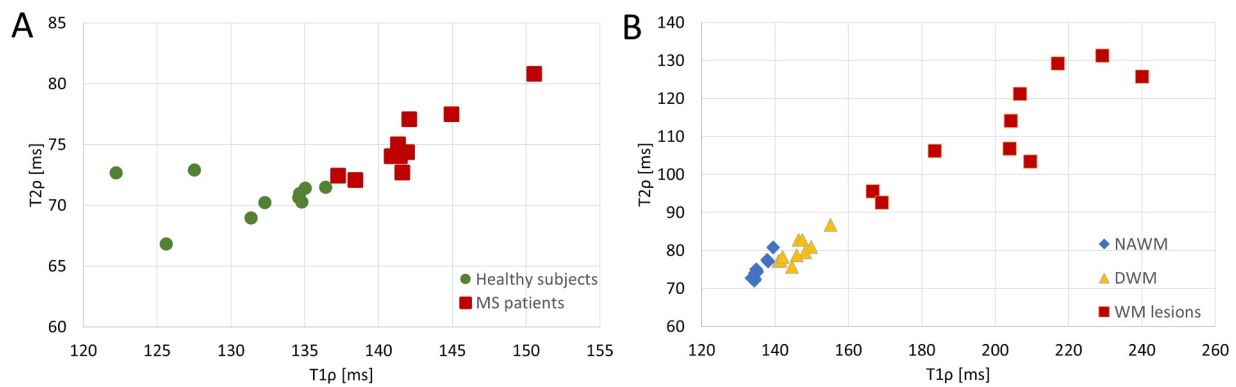 A
T2ρ [ms]
85
80
75
70
65
60
120 125 130 135 140 145 150 155
T1ρ [ms]
Healthy subjects
MS patients
B
T2ρ [ms]
140
130
120
110
100
90
80
70
60
120 140 160 180 200 220 240 260
T1ρ [ms]
NAWM
DWM
WM lesions